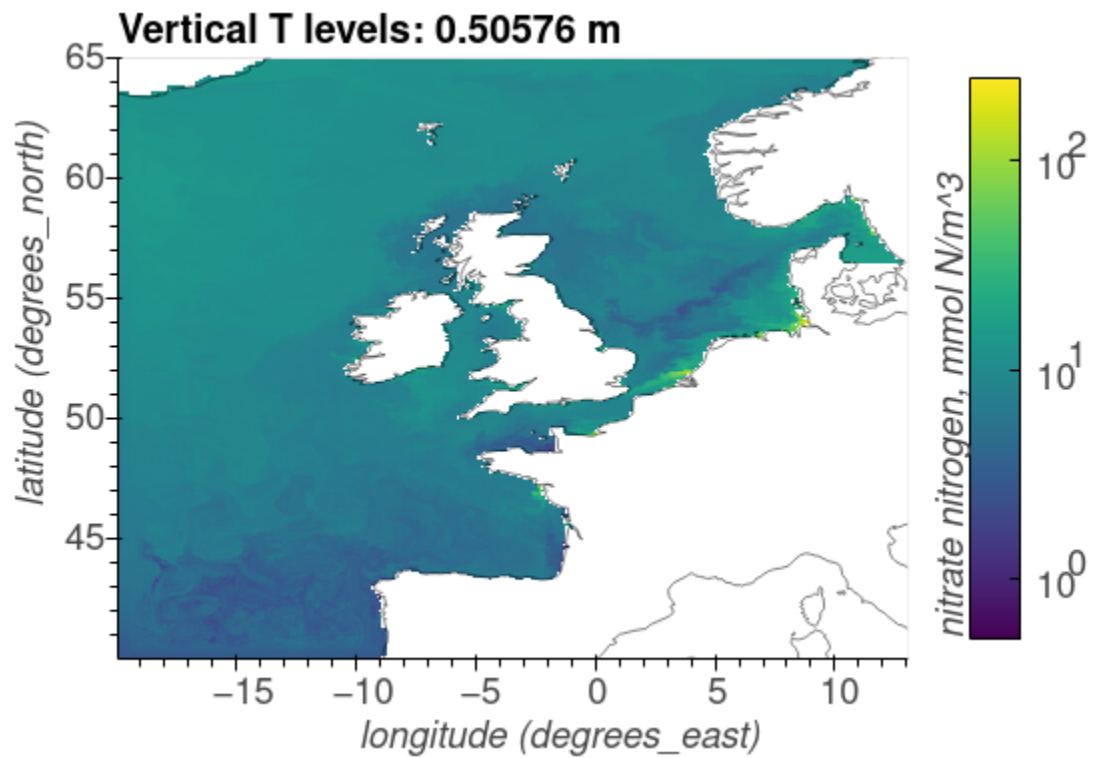 Vertical T levels: 0.50576 m
latitude (degrees_north)
65
60
55
50
45
−15 −10 −5 0 5 10
longitude (degrees_east)
nitrate nitrogen, mmol N/m^3
10^2
10^1
10^0